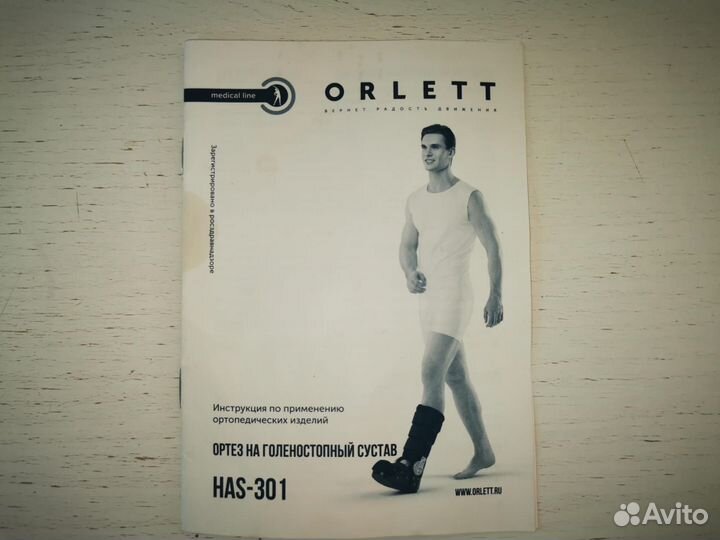 medical line
ORLETT
ВЕРНЕТ РАДОСТЬ ДВИЖЕНИЯ
Зарегистрировано в росздравнадзоре
Инструкция по применению
ортопедических изделий
ОРТЕЗ НА ГОЛЕНОСТОПНЫЙ СУСТАВ
HAS-301
WWW.ORLETT.RU
Avito